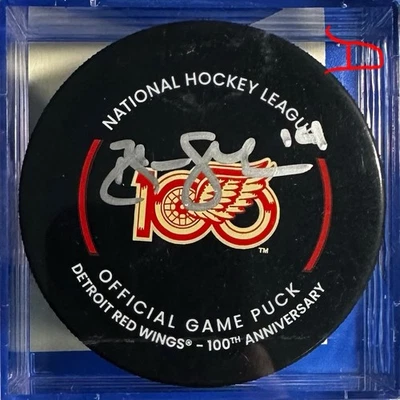 NATIONAL HOCKEY LEAGUE
100
TM
OFFICIAL GAME PUCK
DETROIT RED WINGS® - 100TH ANNIVERSARY